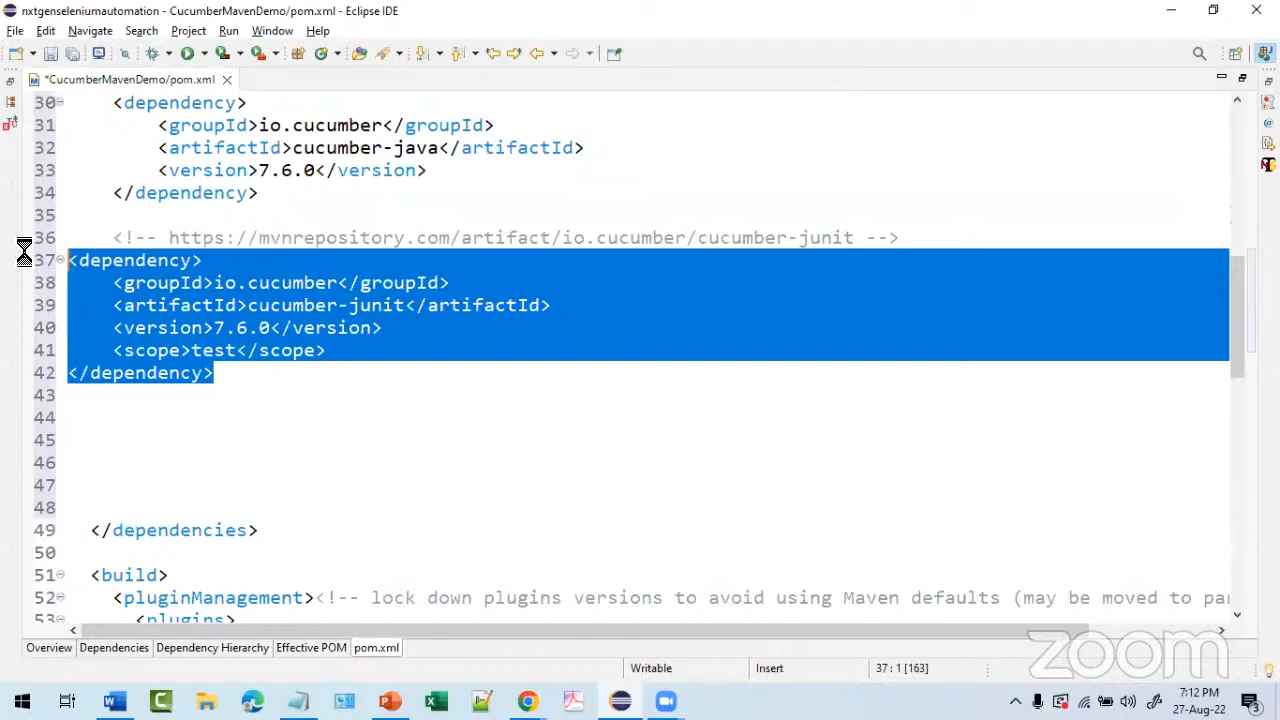 nxtgenseleniumautomation - CucumberMavenDemo/pom.xml - Eclipse IDE
File Edit Navigate Search Project Run Window Help
*CucumberMavenDemo/pom.xml
30 <dependency>
31 <groupId>io.cucumber</groupId>
32 <artifactId>cucumber-java</artifactId>
33 <version>7.6.0</version>
34 </dependency>
35
36 <!-- https://mvnrepository.com/artifact/io.cucumber/cucumber-junit -->
37 <dependency>
38 <groupId>io.cucumber</groupId>
39 <artifactId>cucumber-junit</artifactId>
40 <version>7.6.0</version>
41 <scope>test</scope>
42 </dependency>
43
44
45
46
47
48
49 </dependencies>
50
51 <build>
52 <pluginManagement><!-- lock down plugins versions to avoid using Maven defaults (may be moved to par
53 <plugins>
Overview Dependencies Dependency Hierarchy Effective POM pom.xml
Writable Insert 37 : 1 [163]
zoom
7:12 PM
27-Aug-22
3